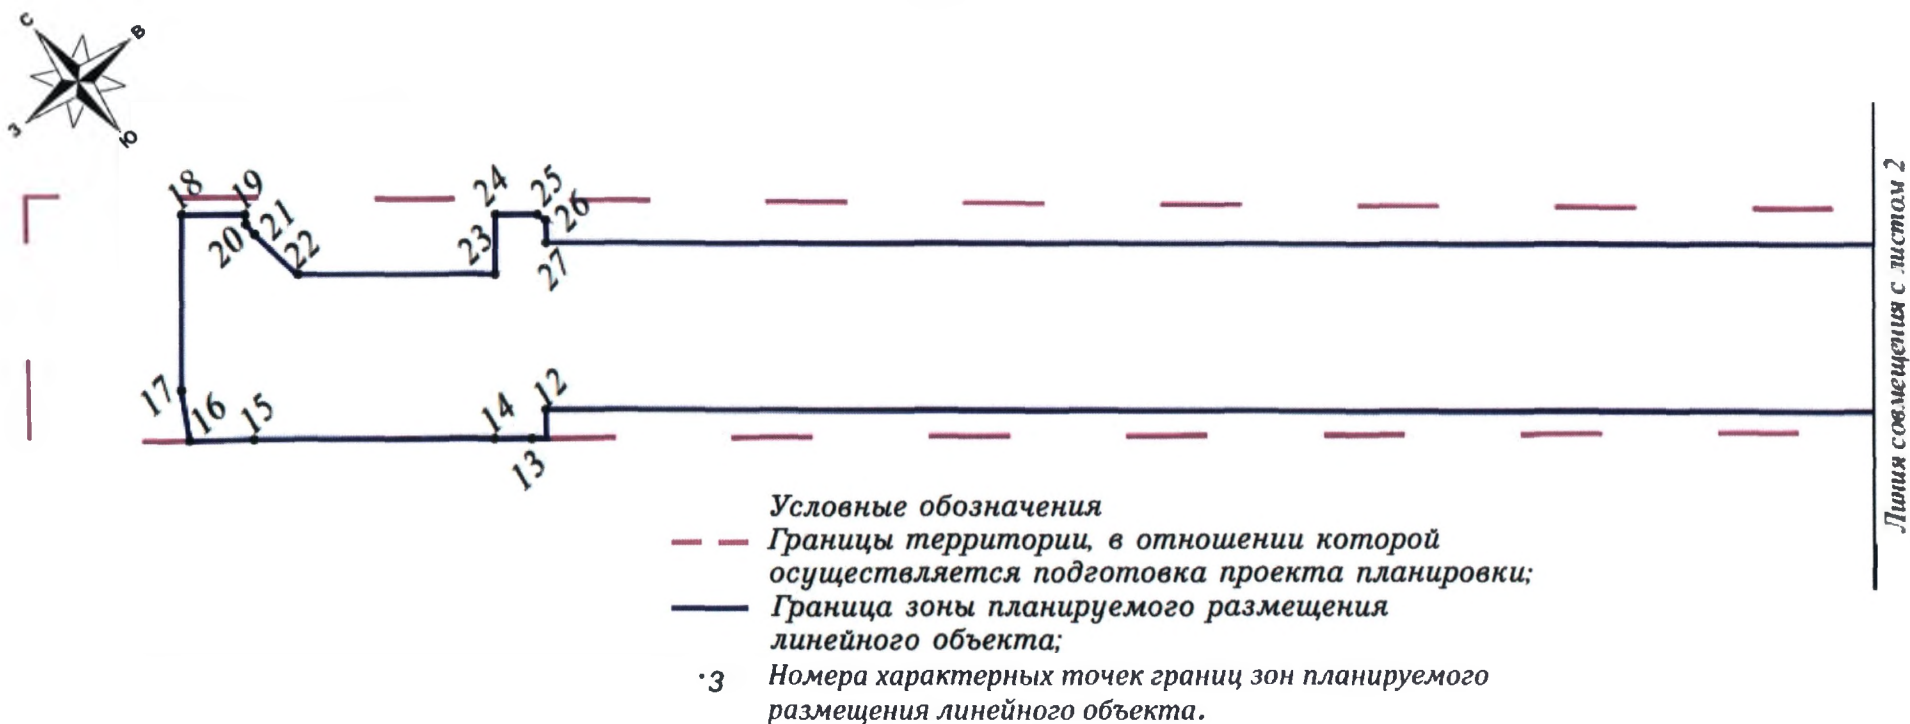 С
В
З
Ю
18
19
24
25
26
20
21
22
23
27
17
16
15
14
12
13
Линия совмещения с листом 2
Условные обозначения
Границы территории, в отношении которой
осуществляется подготовка проекта планировки;
Граница зоны планируемого размещения
линейного объекта;
·3 Номера характерных точек границ зон планируемого
размещения линейного объекта.